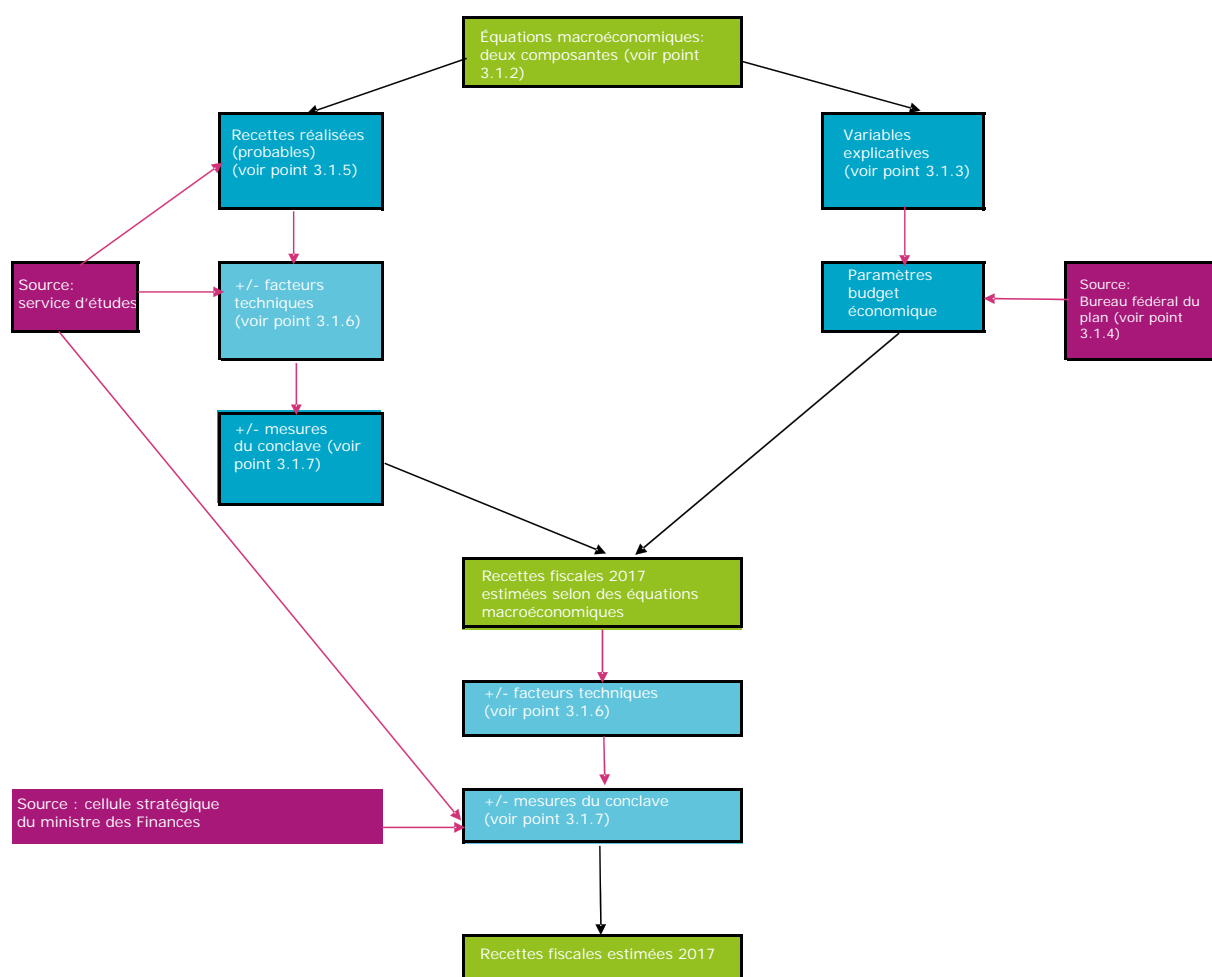 Équations macroéconomiques:
deux composantes (voir point
3.1.2)
Recettes réalisées
(probables)
(voir point 3.1.5)
Variables
explicatives
(voir point 3.1.3)
Source:
service d'études
+/- facteurs
techniques
(voir point 3.1.6)
Paramètres
budget
économique
Source:
Bureau fédéral du
plan (voir point
3.1.4)
+/- mesures
du conclave (voir
point 3.1.7)
Recettes fiscales 2017
estimées selon des équations
macroéconomiques
+/- facteurs techniques
(voir point 3.1.6)
Source : cellule stratégique
du ministre des Finances
+/- mesures du conclave
(voir point 3.1.7)
Recettes fiscales estimées 2017